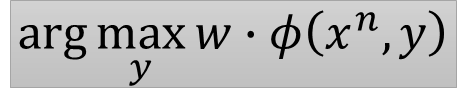 arg max w · ϕ(xⁿ, y)
y